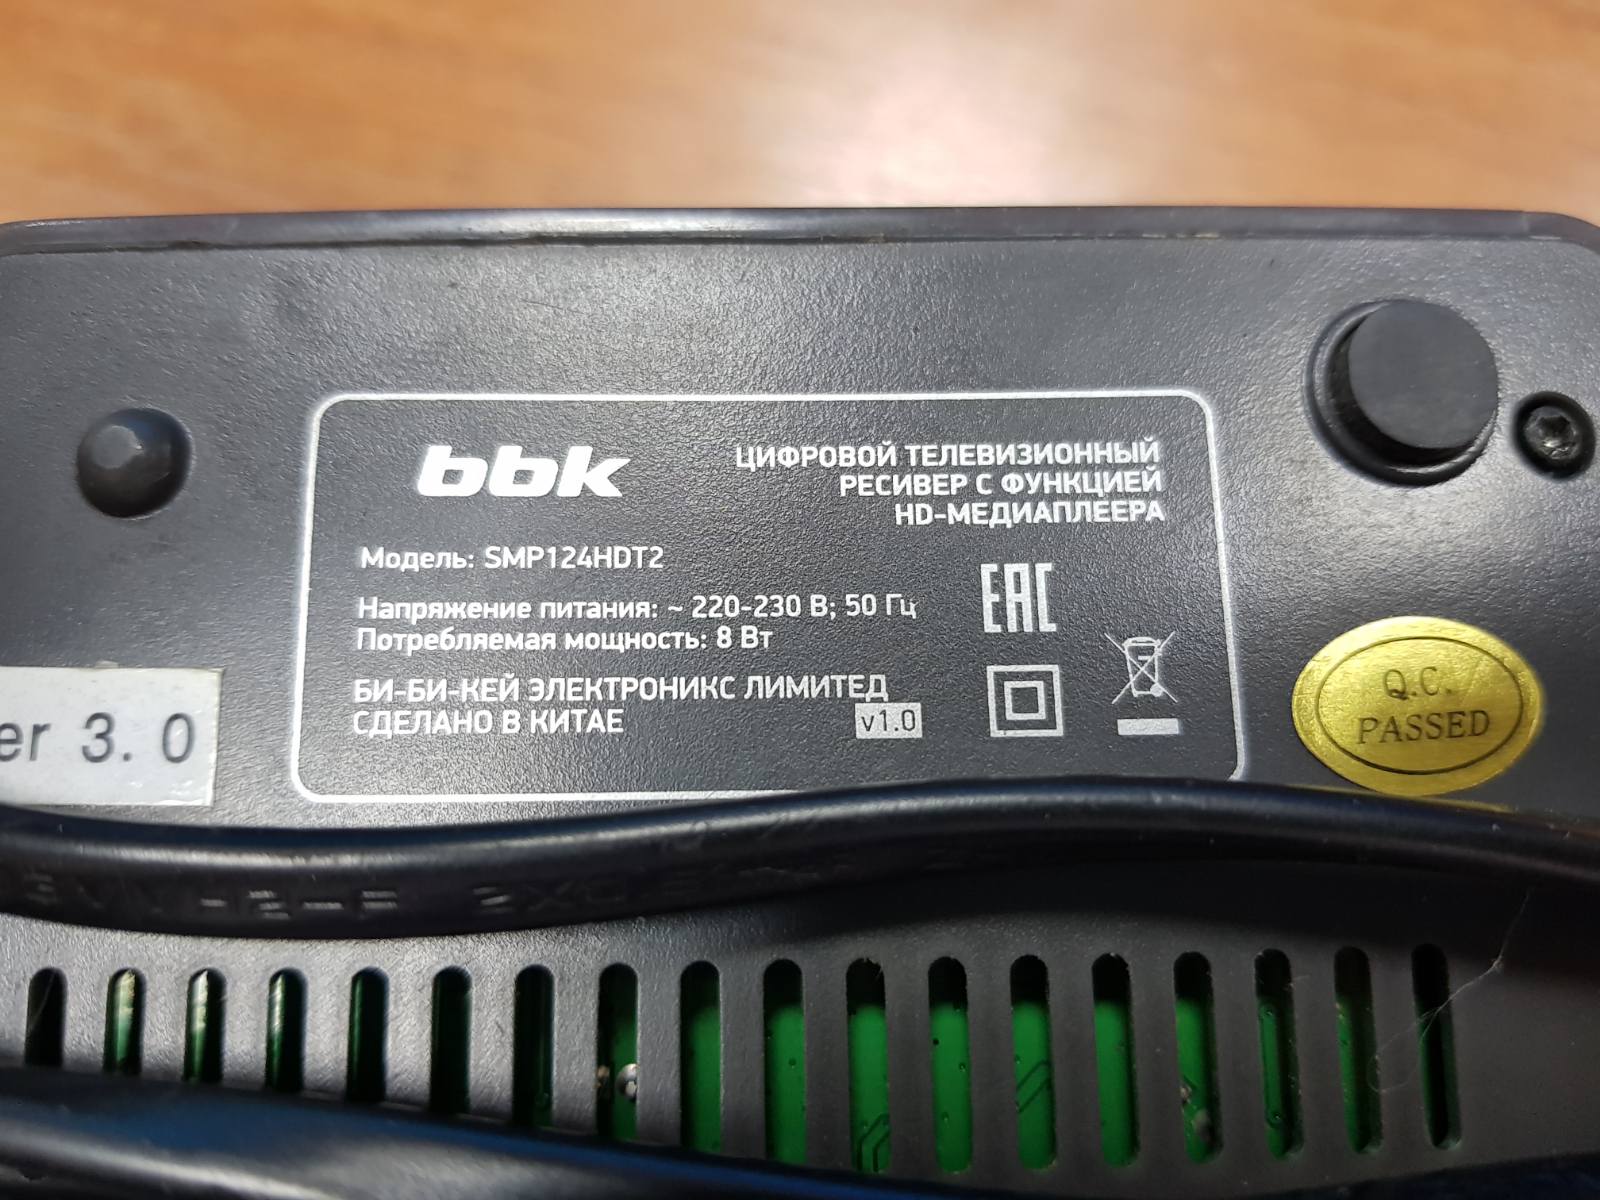 bbk
ЦИФРОВОЙ ТЕЛЕВИЗИОННЫЙ
РЕСИВЕР С ФУНКЦИЕЙ
HD-МЕДИАПЛЕЕРА
Модель: SMP124HDT2
Напряжение питания: ~ 220-230 В; 50 Гц
Потребляемая мощность: 8 Вт
EAC
БИ-БИ-КЕЙ ЭЛЕКТРОНИКС ЛИМИТЕД
СДЕЛАНО В КИТАЕ
v1.0
er 3. 0
Q.C.
PASSED